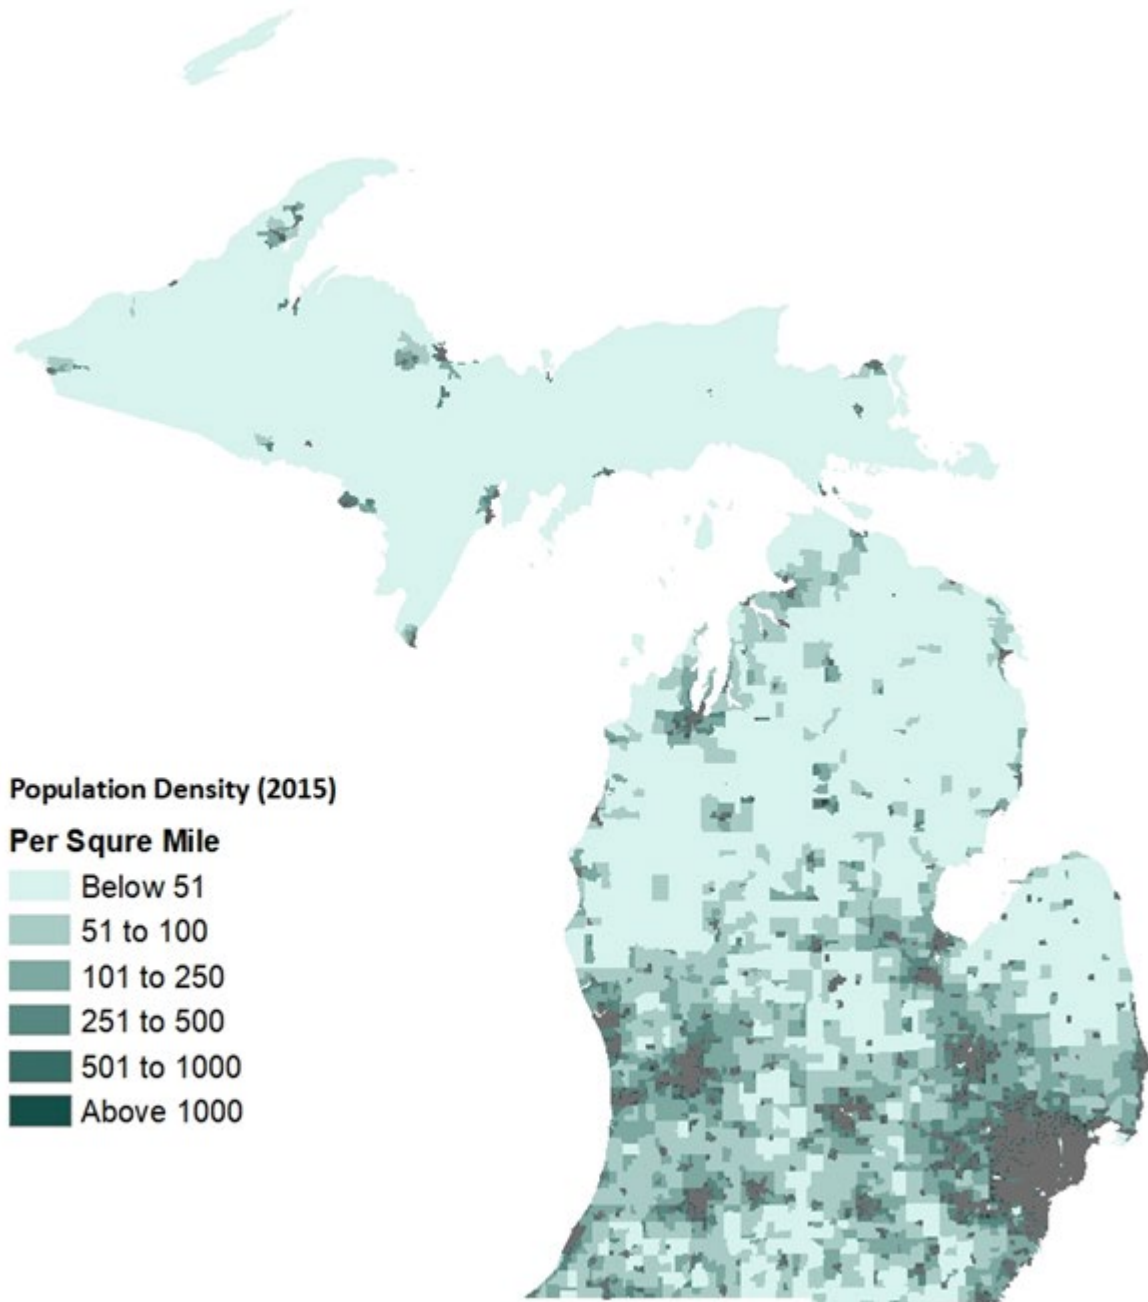 Population Density (2015)
Per Squre Mile
Below 51
51 to 100
101 to 250
251 to 500
501 to 1000
Above 1000